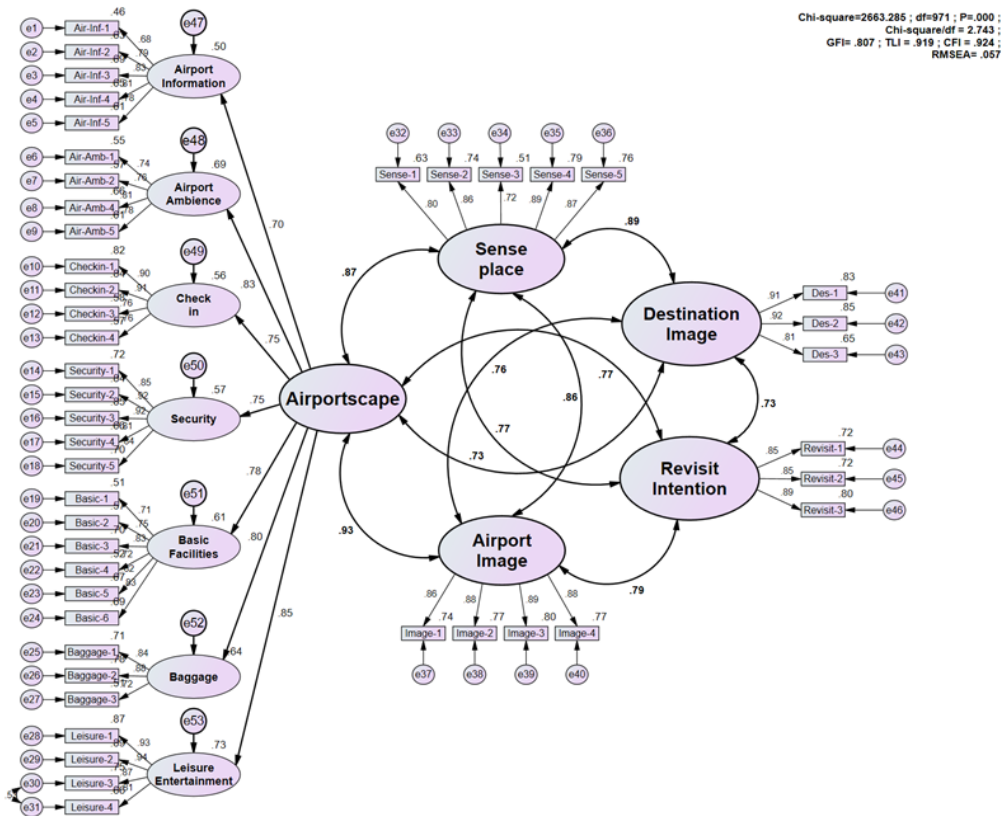 Chi-square=2663.285 ; df=971 ; P=.000 ;
Chi-square/df = 2.743 ;
GFI= .807 ; TLI = .919 ; CFI = .924 ;
RMSEA= .057
e1 Air-Inf-1 .46 .68
e2 Air-Inf-2 .79
e3 Air-Inf-3 .83
e4 Air-Inf-4
e5 Air-Inf-5 .61
e47 .50
Airport
Information
.70
e6 Air-Amb-1 .55 .74
e7 Air-Amb-2 .76
e8 Air-Amb-4 .81
e9 Air-Amb-5 .61 .78
e48 .69
Airport
Ambience
.83
e10 Checkin-1 .82 .90
e11 Checkin-2 .91
e12 Checkin-3 .76
e13 Checkin-4 .57
e49 .56
Check
in
.75
e14 Security-1 .72 .85
e15 Security-2 .92
e16 Security-3 .92
e17 Security-4 .81
e18 Security-5 .70
e50 .57
Security
.75
e19 Basic-1 .51 .71
e20 Basic-2 .75
e21 Basic-3 .83
e22 Basic-4
e23 Basic-5
e24 Basic-6 .69
e51 .61
Basic
Facilities
.78
e25 Baggage-1 .71 .84
e26 Baggage-2 .88
e27 Baggage-3 .72
e52 .64
Baggage
.80
e28 Leisure-1 .87 .93
e29 Leisure-2 .94
e30 Leisure-3 .87
e31 Leisure-4
e53 .73
Leisure
Entertainment
.85
Airportscape
e32 e33 e34 e35 e36
.63 .74 .51 .79 .76
Sense-1 Sense-2 Sense-3 Sense-4 Sense-5
.80 .86 .72 .89 .87
Sense
place
.87
.89
Destination
Image
.91 Des-1 .83 e41
.92 Des-2 .85 e42
.81 Des-3 .65 e43
.76
.77
.86
.77
.73
.73
Revisit
Intention
.85 Revisit-1 .72 e44
.85 Revisit-2 .72 e45
.89 Revisit-3 .80 e46
.93
.79
Airport
Image
.86 .88 .89 .88
.74 .77 .80 .77
Image-1 Image-2 Image-3 Image-4
e37 e38 e39 e40